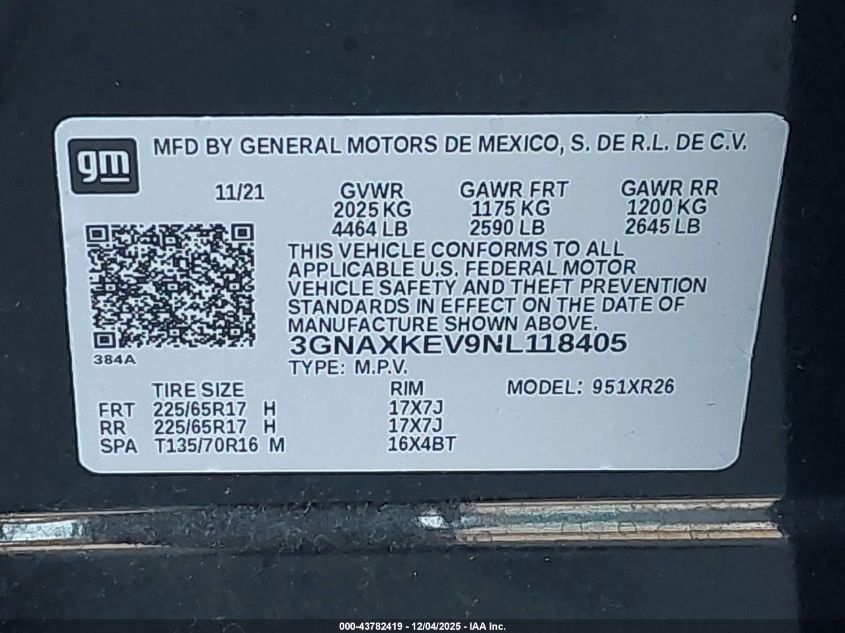 gm
MFD BY GENERAL MOTORS DE MEXICO, S. DE R.L. DE C.V.
11/21 GVWR GAWR FRT GAWR RR
2025 KG 1175 KG 1200 KG
4464 LB 2590 LB 2645 LB
THIS VEHICLE CONFORMS TO ALL
APPLICABLE U.S. FEDERAL MOTOR
VEHICLE SAFETY AND THEFT PREVENTION
STANDARDS IN EFFECT ON THE DATE OF
MANUFACTURE SHOWN ABOVE.
3GNAXKEV9NL118405
384A
TYPE: M.P.V.
TIRE SIZE RIM MODEL: 951XR26
FRT 225/65R17 H 17X7J
RR 225/65R17 H 17X7J
SPA T135/70R16 M 16X4BT
000-43782419 - 12/04/2025 - IAA Inc.